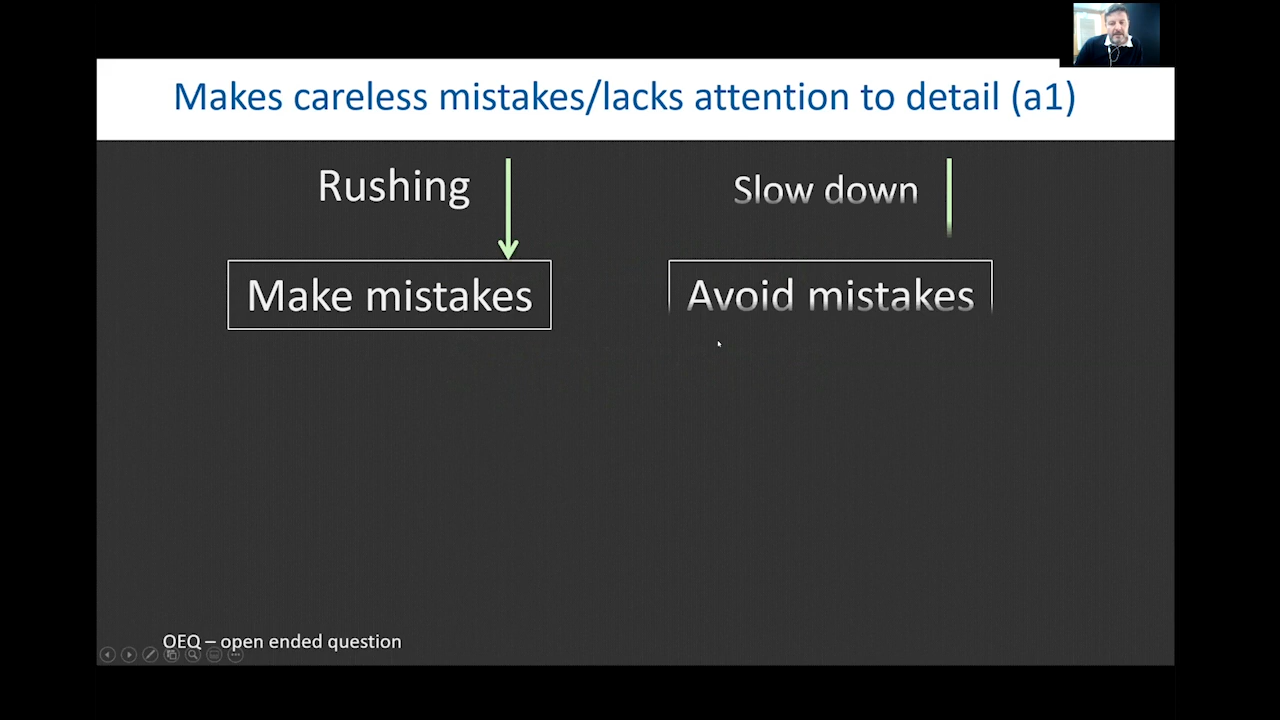 Makes careless mistakes/lacks attention to detail (a1)
Rushing
Slow down
Make mistakes
Avoid mistakes
OEQ – open ended question